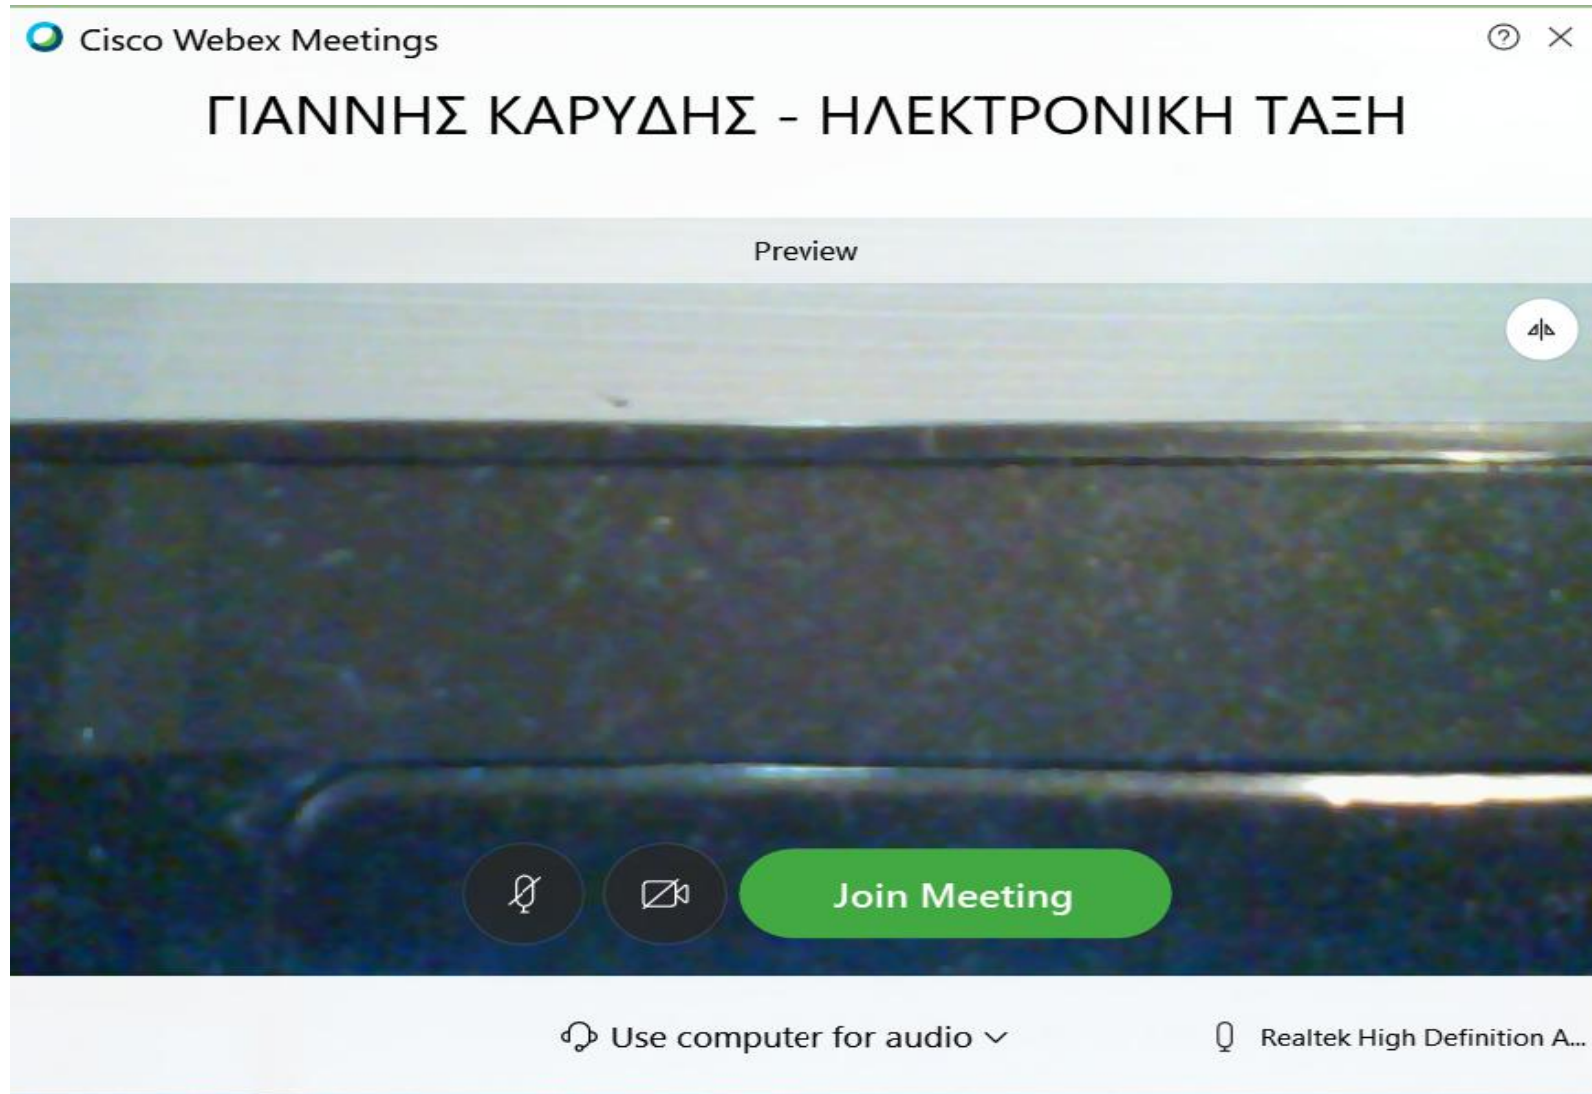 Cisco Webex Meetings
ΓΙΑΝΝΗΣ ΚΑΡΥΔΗΣ - ΗΛΕΚΤΡΟΝΙΚΗ ΤΑΞΗ
Preview
Join Meeting
Use computer for audio
Realtek High Definition A...